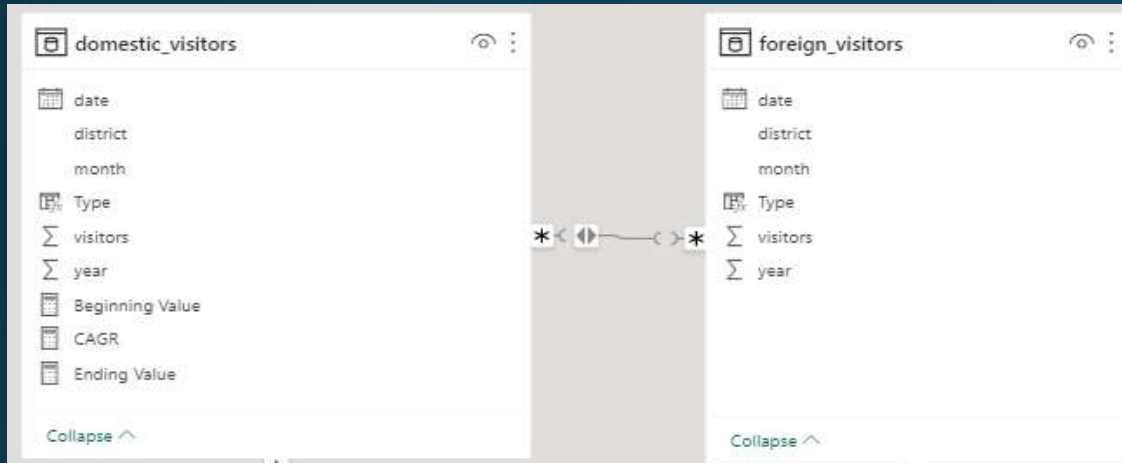 domestic_visitors
date
district
month
Type
visitors
year
Beginning Value
CAGR
Ending Value
Collapse
foreign_visitors
date
district
month
Type
visitors
year
Collapse